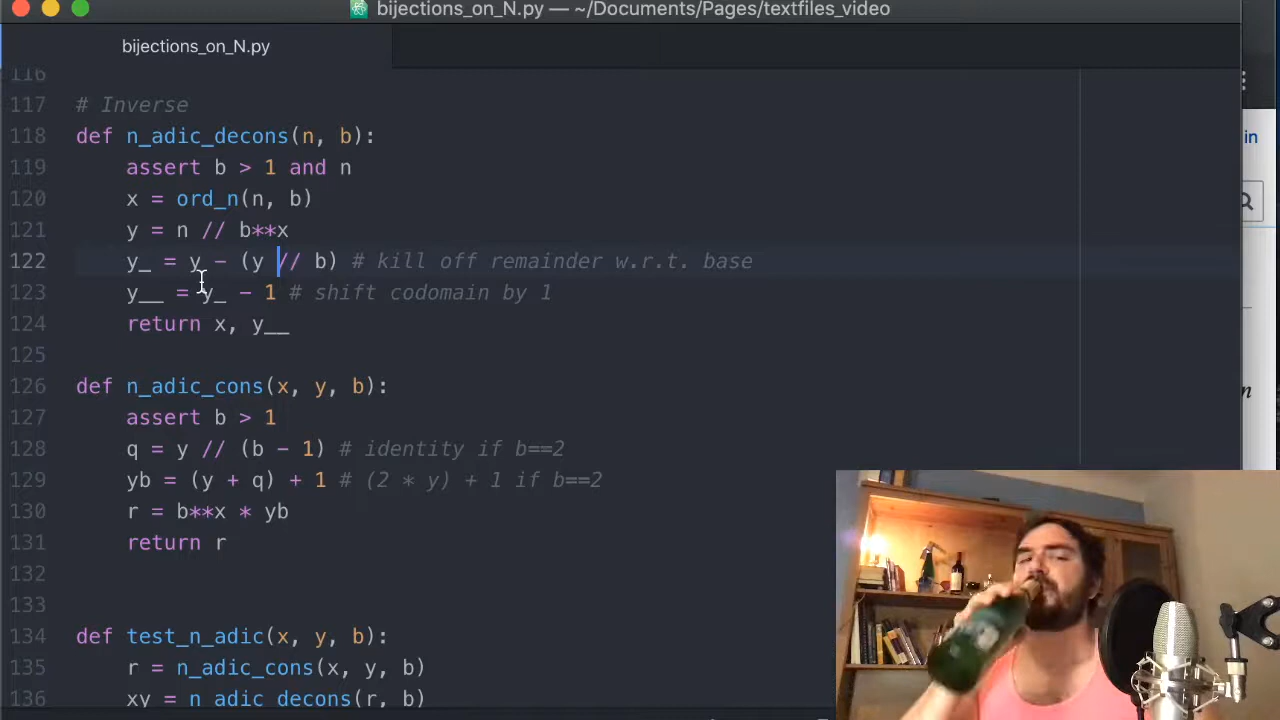 bijections_on_N.py — ~/Documents/Pages/textfiles_video
bijections_on_N.py
116
117 # Inverse
118 def n_adic_decons(n, b):
119 assert b > 1 and n
120 x = ord_n(n, b)
121 y = n // b**x
122 y_ = y - (y // b) # kill off remainder w.r.t. base
123 y__ = y_ - 1 # shift codomain by 1
124 return x, y__
125
126 def n_adic_cons(x, y, b):
127 assert b > 1
128 q = y // (b - 1) # identity if b==2
129 yb = (y + q) + 1 # (2 * y) + 1 if b==2
130 r = b**x * yb
131 return r
132
133
134 def test_n_adic(x, y, b):
135 r = n_adic_cons(x, y, b)
136 xy = n_adic_decons(r, b)
in
n